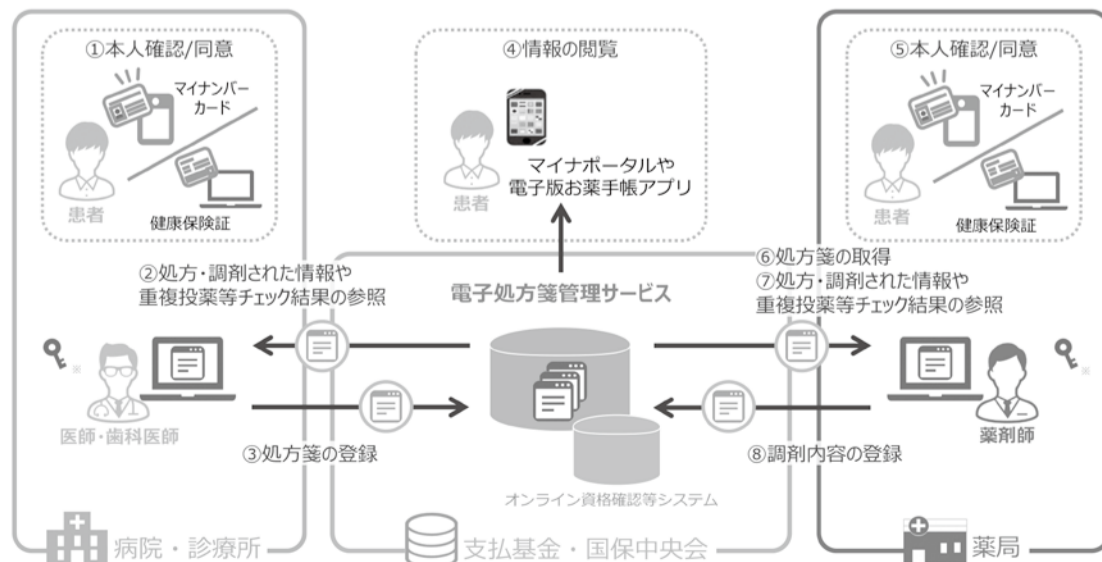 ①本人確認/同意
マイナンバー
カード
患者
健康保険証
④情報の閲覧
患者
マイナポータルや
電子版お薬手帳アプリ
⑤本人確認/同意
マイナンバー
カード
患者
健康保険証
②処方・調剤された情報や
重複投薬等チェック結果の参照
電子処方箋管理サービス
⑥処方箋の取得
⑦処方・調剤された情報や
重複投薬等チェック結果の参照
※
医師・歯科医師
③処方箋の登録
※
薬剤師
⑧調剤内容の登録
オンライン資格確認等システム
病院・診療所
支払基金・国保中央会
薬局